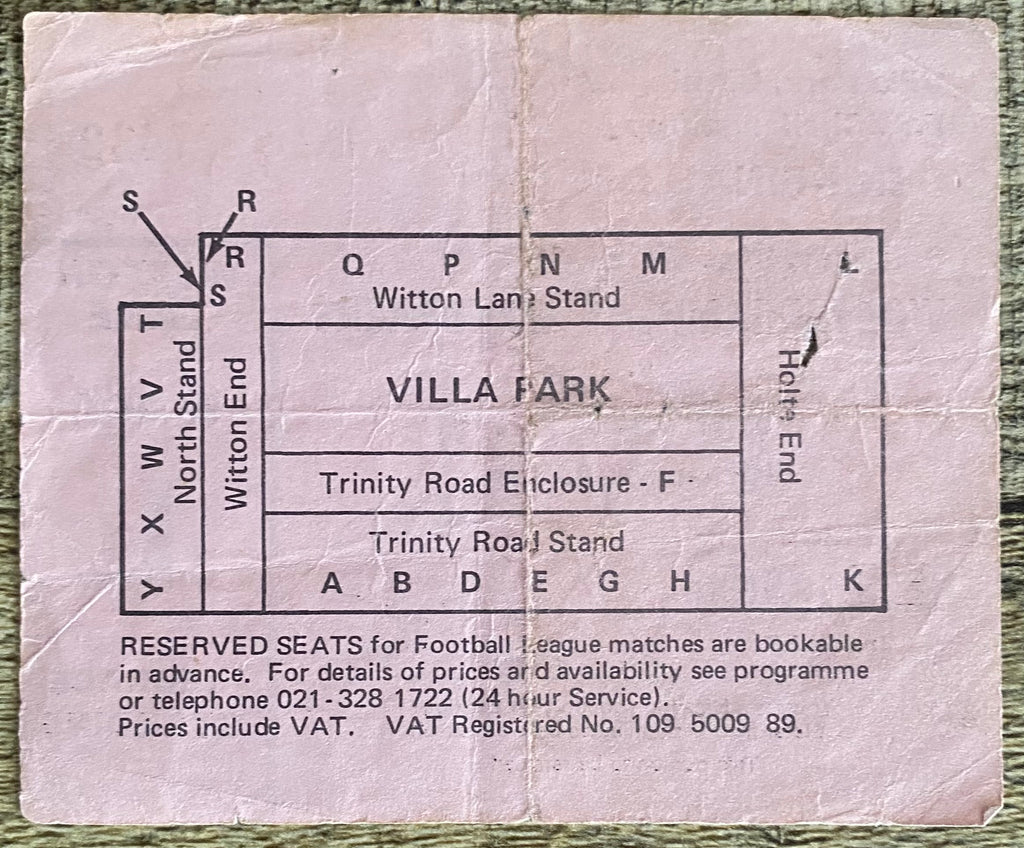 S R
R Q P N M L
S Witton Lane Stand
T V W X Y
North Stand
Witton End
VILLA PARK
Holte End
Trinity Road Enclosure - F -
Trinity Road Stand
A B D E G H K
RESERVED SEATS for Football League matches are bookable
in advance. For details of prices and availability see programme
or telephone 021-328 1722 (24 hour Service).
Prices include VAT. VAT Registered No. 109 5009 89.